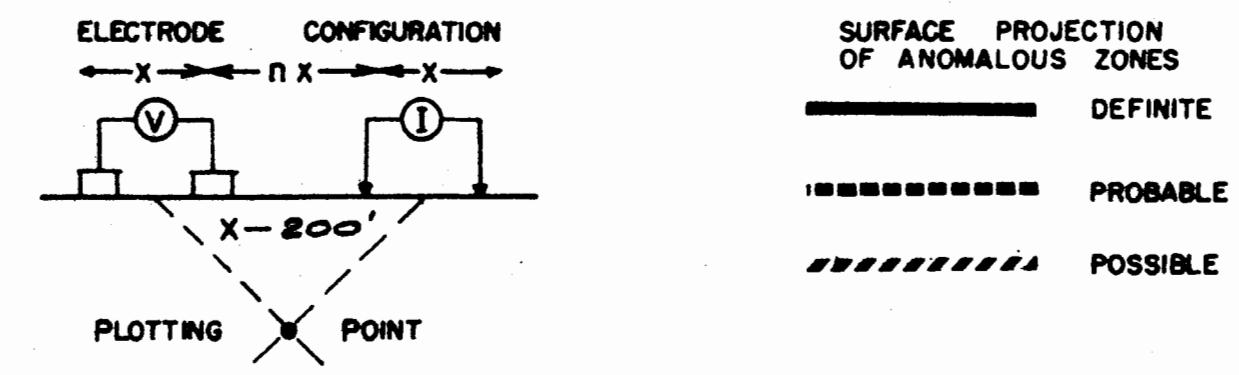 ELECTRODE CONFIGURATION
X n X X
V I
X – 200'
PLOTTING POINT
SURFACE PROJECTION
OF ANOMALOUS ZONES
DEFINITE
PROBABLE
POSSIBLE